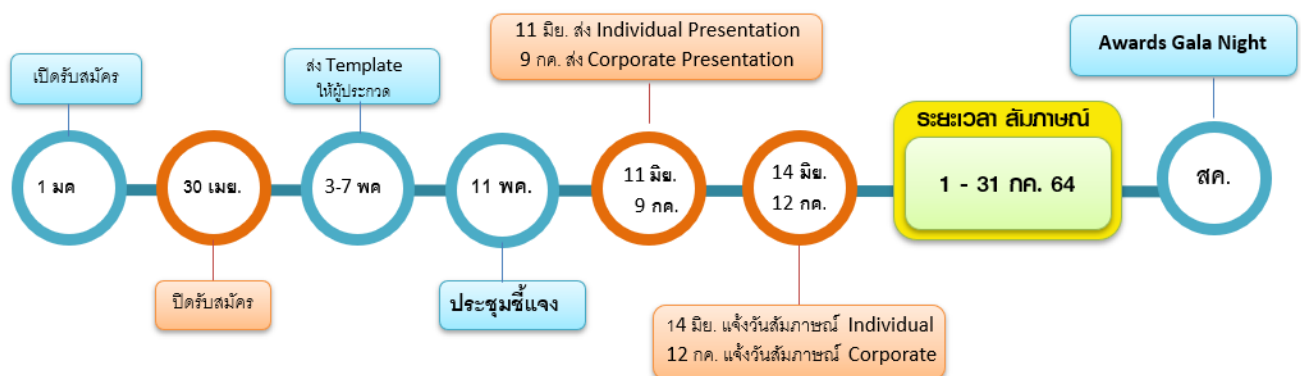 เปิดรับสมัคร
1 มค
30 เมย.
ปิดรับสมัคร
ส่ง Template
ให้ผู้ประกวด
3-7 พค
11 พค.
ประชุมชี้แจง
11 มิย. ส่ง Individual Presentation
9 กค. ส่ง Corporate Presentation
11 มิย.
9 กค.
14 มิย.
12 กค.
14 มิย. แจ้งวันสัมภาษณ์ Individual
12 กค. แจ้งวันสัมภาษณ์ Corporate
ระยะเวลา สัมภาษณ์
1 - 31 กค. 64
Awards Gala Night
สค.